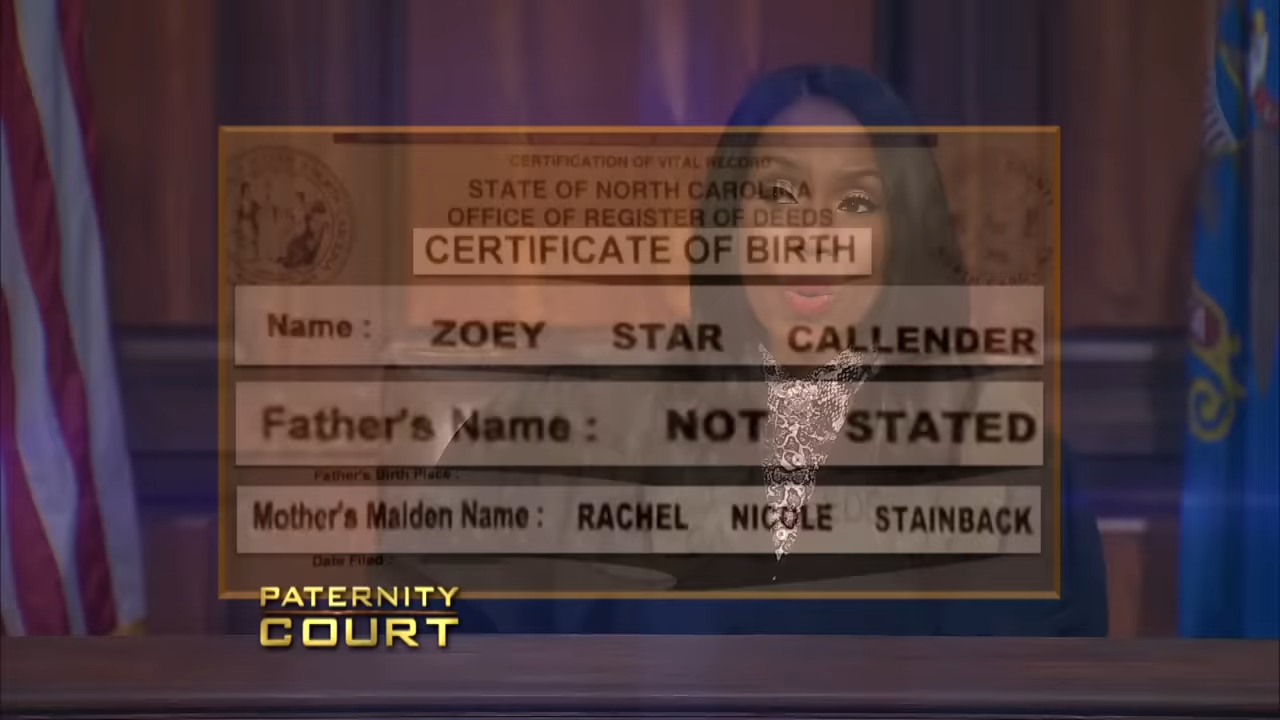 CERTIFICATION OF VITAL RECORD
STATE OF NORTH CAROLINA
OFFICE OF REGISTER OF DEEDS
CERTIFICATE OF BIRTH
Name : ZOEY STAR CALLENDER
Father's Name : NOT STATED
Father's Birth Place :
Mother's Maiden Name : RACHEL NICOLE STAINBACK
Date Filed :
PATERNITY
COURT